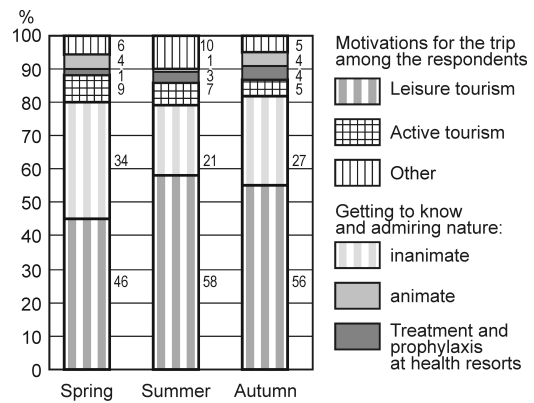 %
100
90
80
70
60
50
40
30
20
10
0
6
4
1
9
34
46
10
1
3
7
21
58
5
4
4
5
27
56
Spring Summer Autumn
Motivations for the trip
among the respondents
Leisure tourism
Active tourism
Other
Getting to know
and admiring nature:
inanimate
animate
Treatment and
prophylaxis
at health resorts